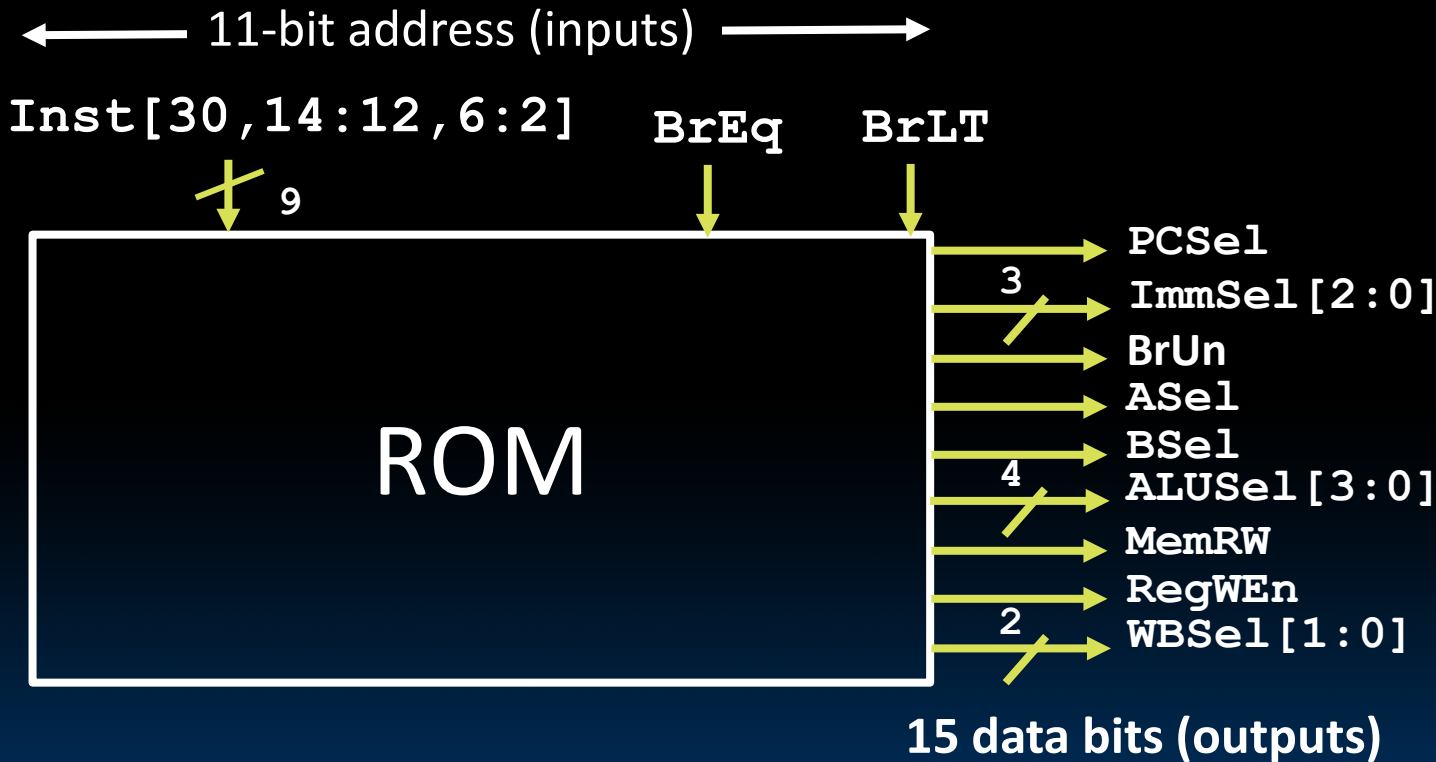 11-bit address (inputs)
Inst[30,14:12,6:2] BrEq BrLT
9
ROM
PCSel
3
ImmSel[2:0]
BrUn
ASel
BSel
4
ALUSel[3:0]
MemRW
RegWEn
2
WBSel[1:0]
15 data bits (outputs)